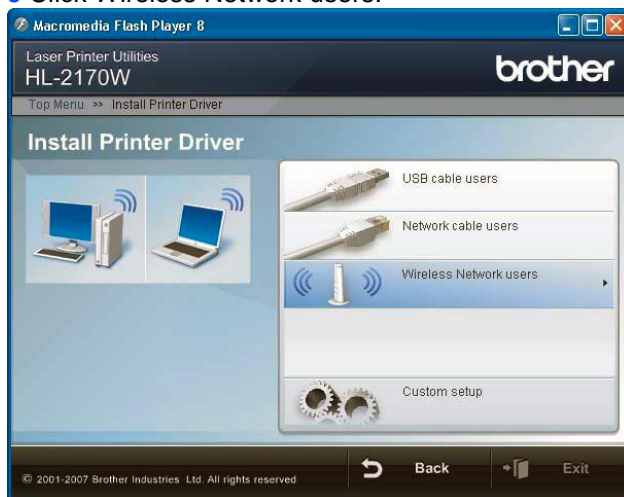 Click Wireless Network users.
Macromedia Flash Player 8
Laser Printer Utilities
HL-2170W
brother
Top Menu >> Install Printer Driver
Install Printer Driver
USB cable users
Network cable users
Wireless Network users
Custom setup
© 2001-2007 Brother Industries Ltd. All rights reserved
Back
Exit